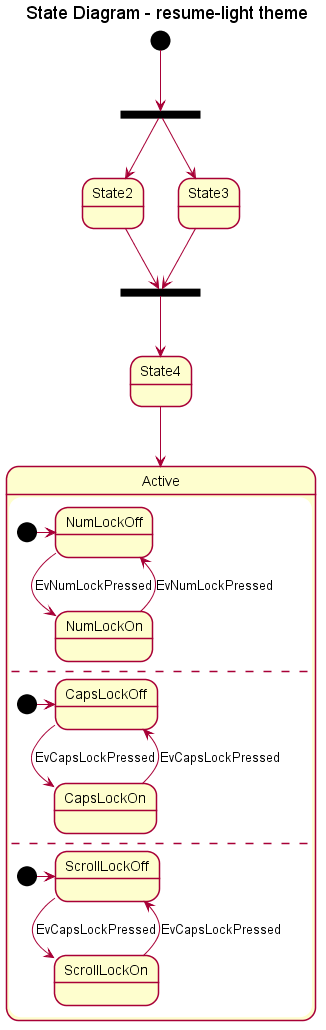 State Diagram - resume-light theme
State2
State3
State4
Active
NumLockOff
EvNumLockPressed
EvNumLockPressed
NumLockOn
CapsLockOff
EvCapsLockPressed
EvCapsLockPressed
CapsLockOn
ScrollLockOff
EvCapsLockPressed
EvCapsLockPressed
ScrollLockOn